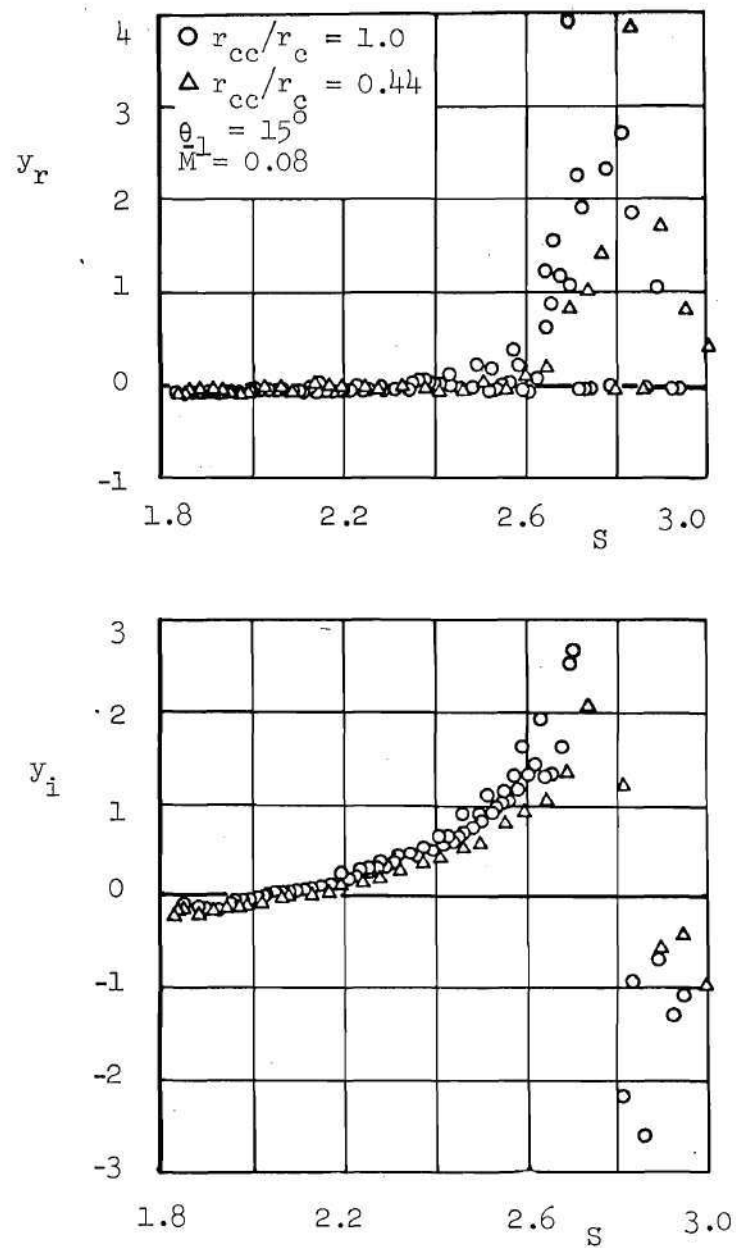 4
○ r_cc/r_c = 1.0
△ r_cc/r_c = 0.44
3
θ_1 = 15°
y_r
M̄ = 0.08
2
1
0
-1
1.8 2.2 2.6 3.0
S
3
2
y_i
1
0
-1
-2
-3
1.8 2.2 2.6 3.0
S